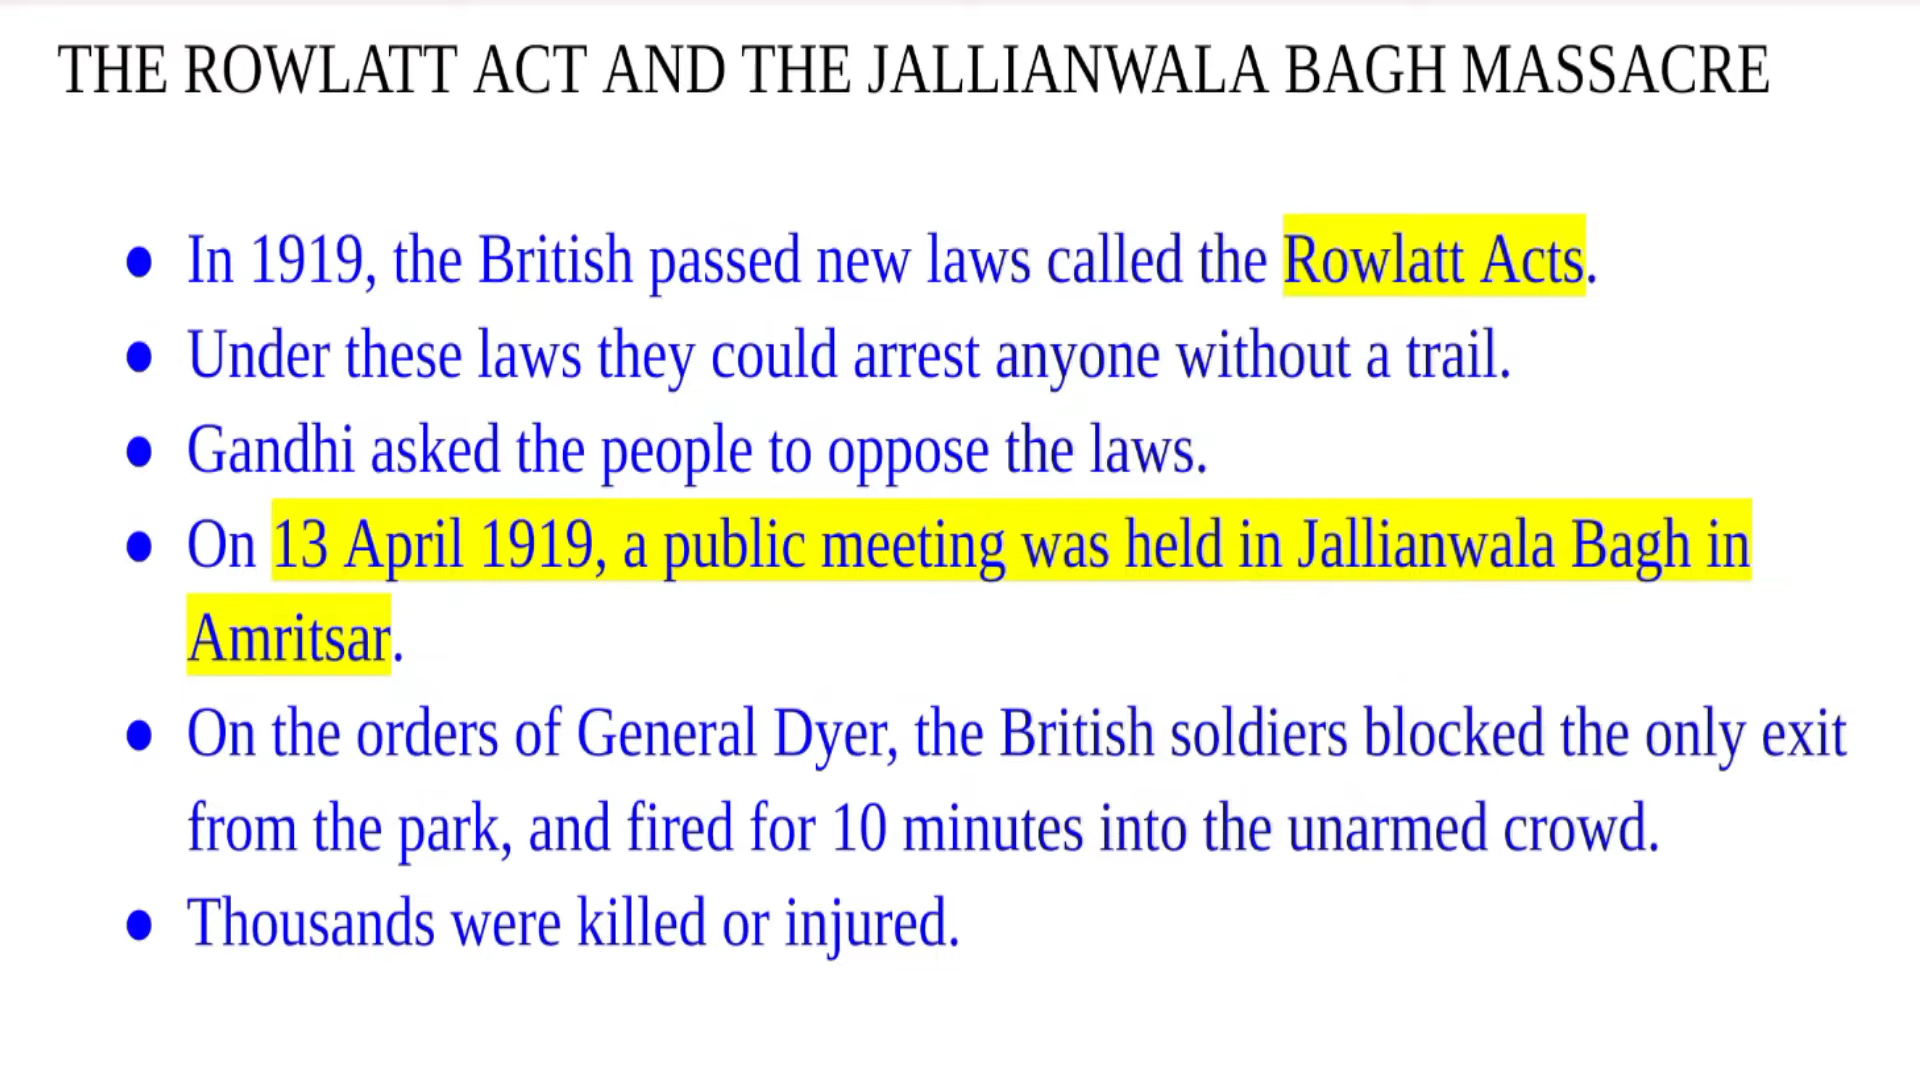 THE ROWLATT ACT AND THE JALLIANWALA BAGH MASSACRE
● In 1919, the British passed new laws called the Rowlatt Acts.
● Under these laws they could arrest anyone without a trail.
● Gandhi asked the people to oppose the laws.
● On 13 April 1919, a public meeting was held in Jallianwala Bagh in
Amritsar.
● On the orders of General Dyer, the British soldiers blocked the only exit
from the park, and fired for 10 minutes into the unarmed crowd.
● Thousands were killed or injured.